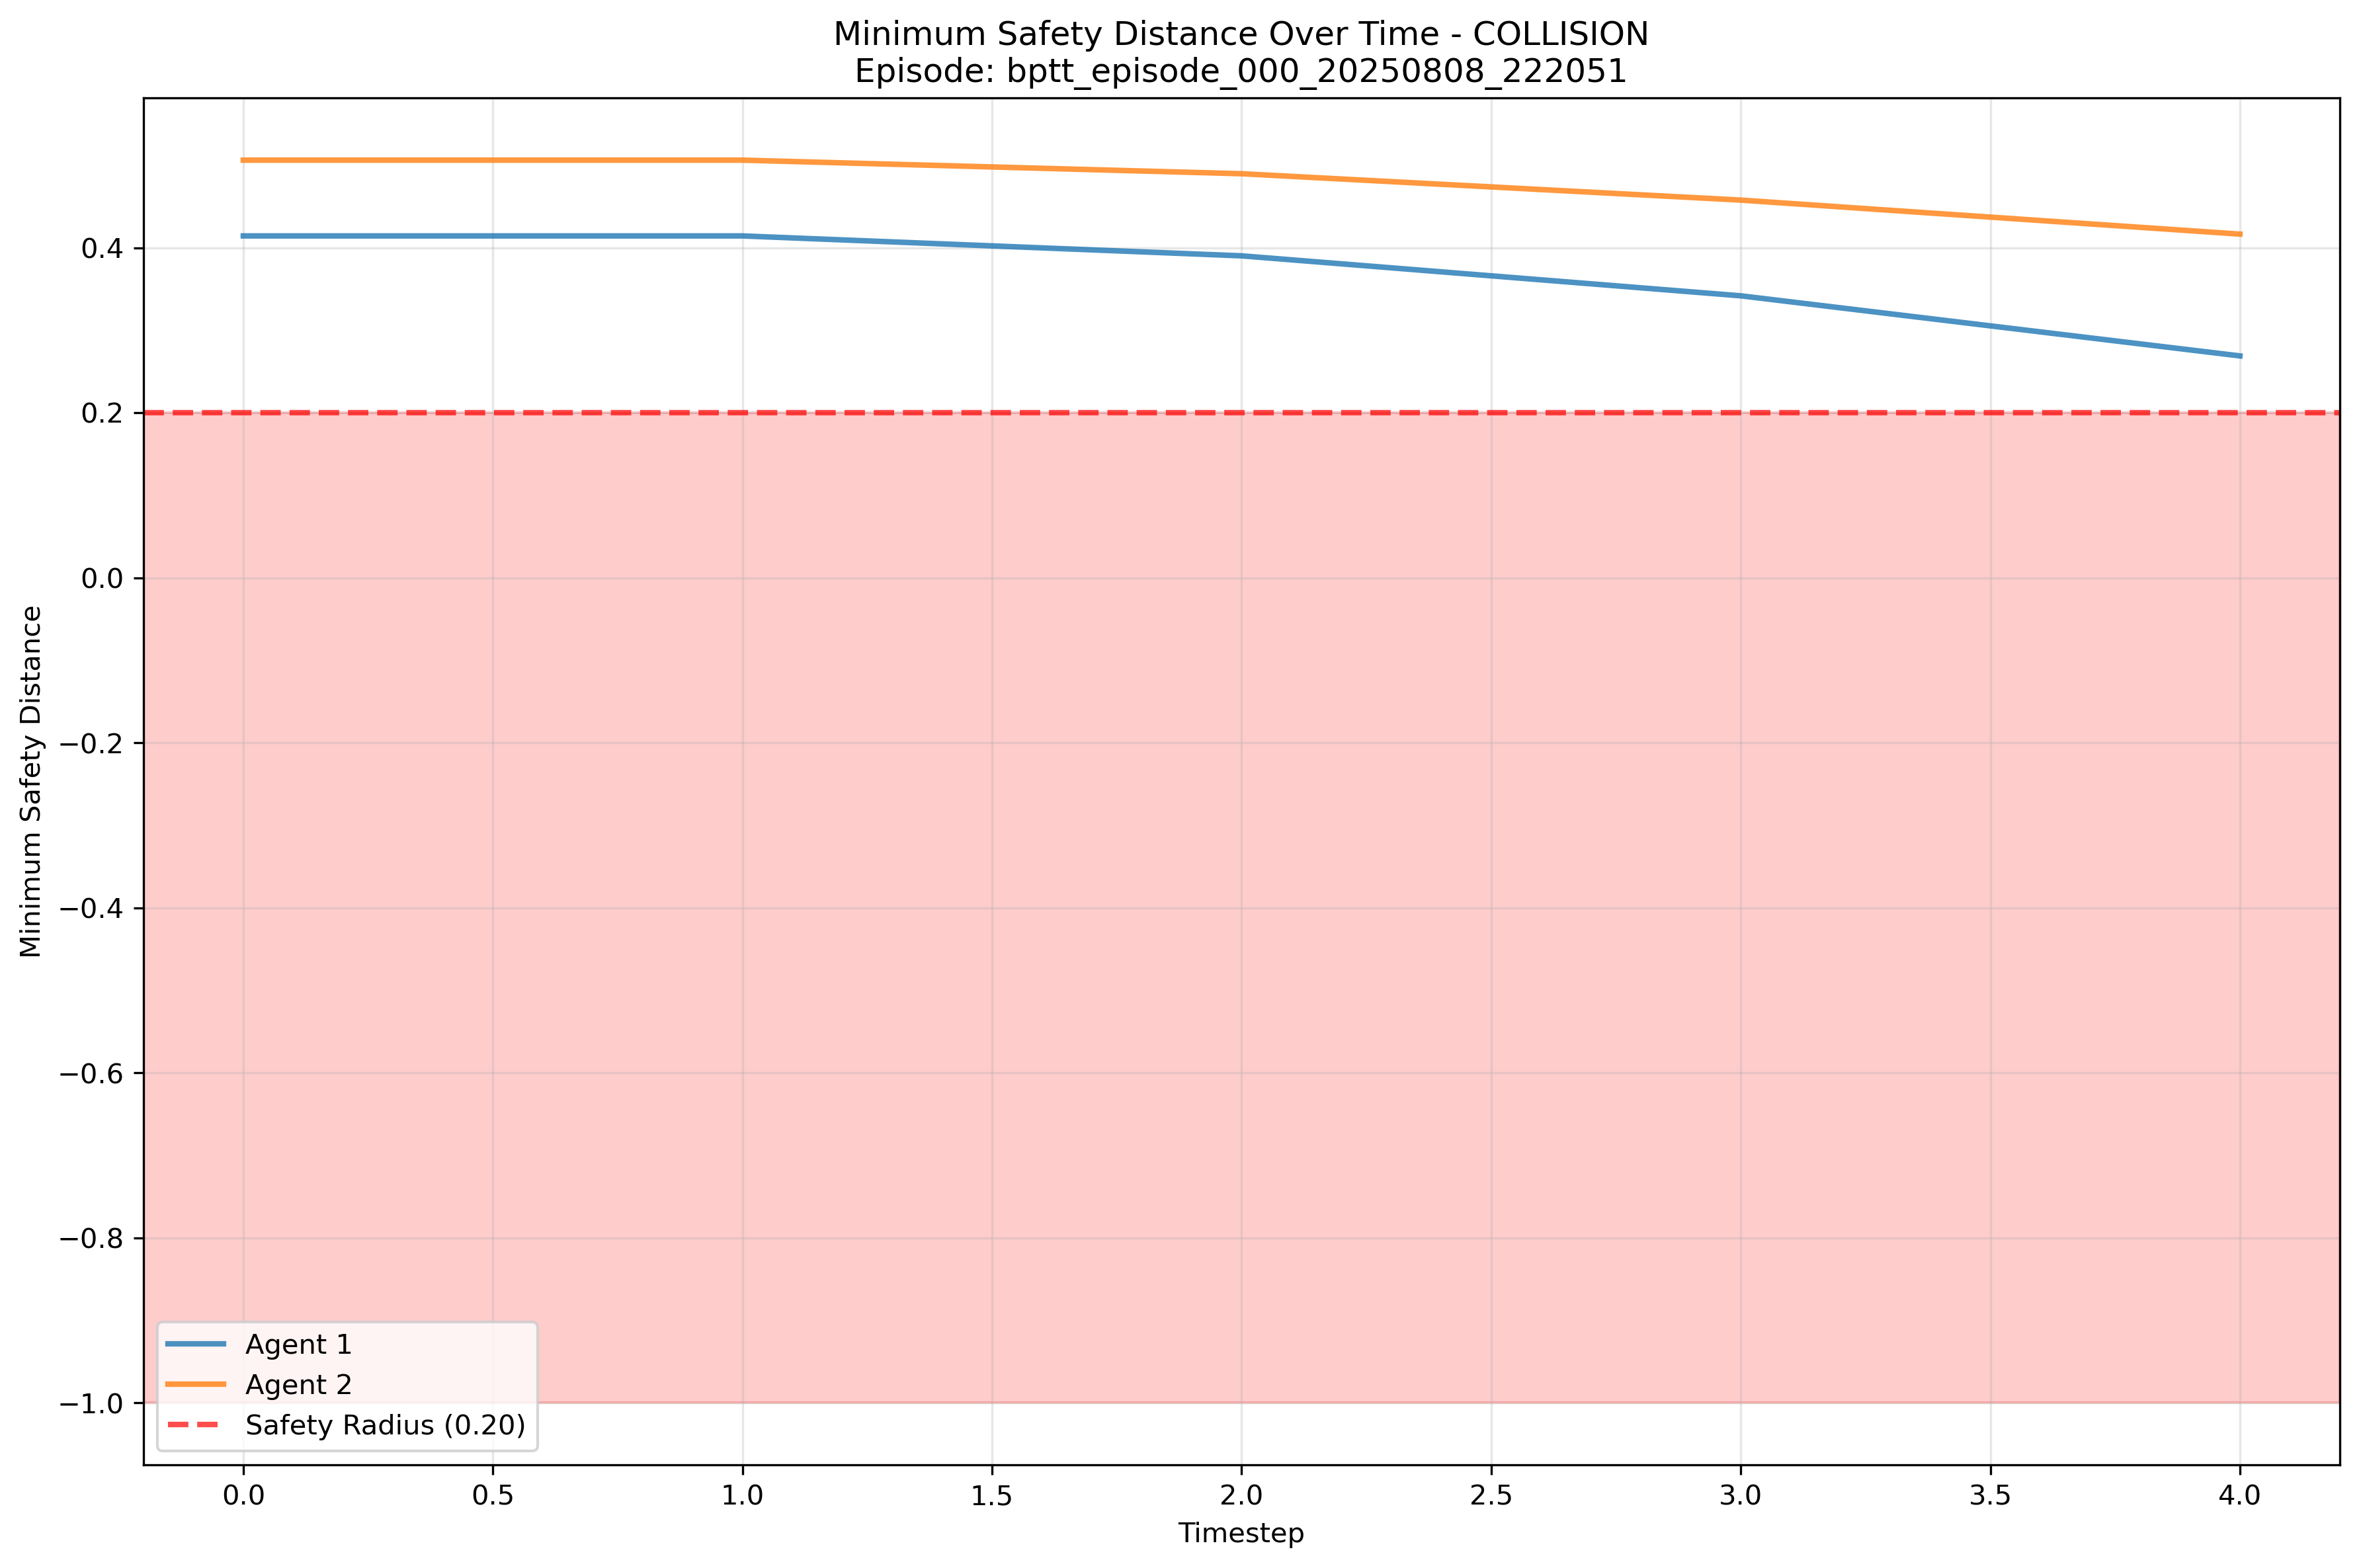 Minimum Safety Distance Over Time - COLLISION
Episode: bptt_episode_000_20250808_222051
Minimum Safety Distance
0.4
0.2
0.0
−0.2
−0.4
−0.6
−0.8
−1.0
Agent 1
Agent 2
Safety Radius (0.20)
0.0
0.5
1.0
1.5
2.0
2.5
3.0
3.5
4.0
Timestep